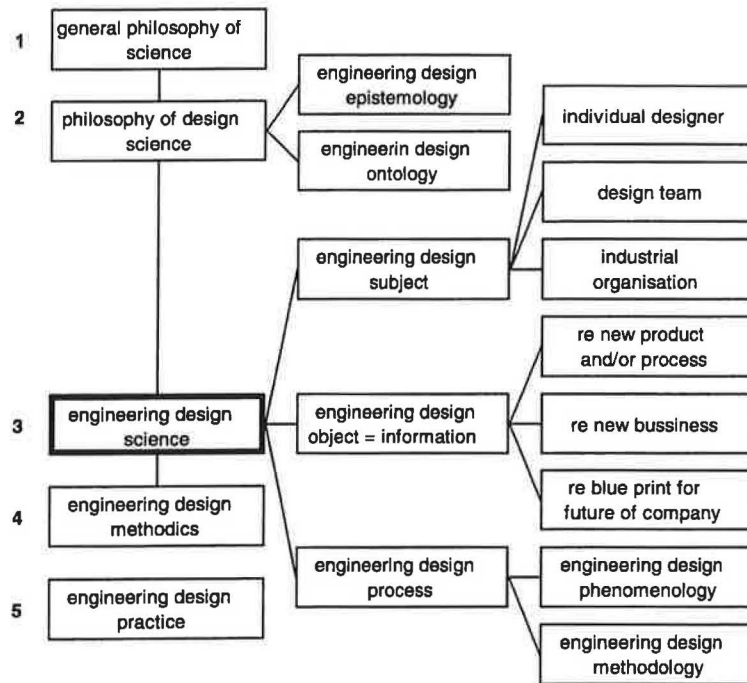 1
general philosophy of
science
2
philosophy of design
science
engineering design
epistemology
engineerin design
ontology
individual designer
design team
industrial
organisation
engineering design
subject
re new product
and/or process
re new bussiness
re blue print for
future of company
3
engineering design
science
engineering design
object = information
4
engineering design
methodics
engineering design
process
engineering design
phenomenology
engineering design
methodology
5
engineering design
practice